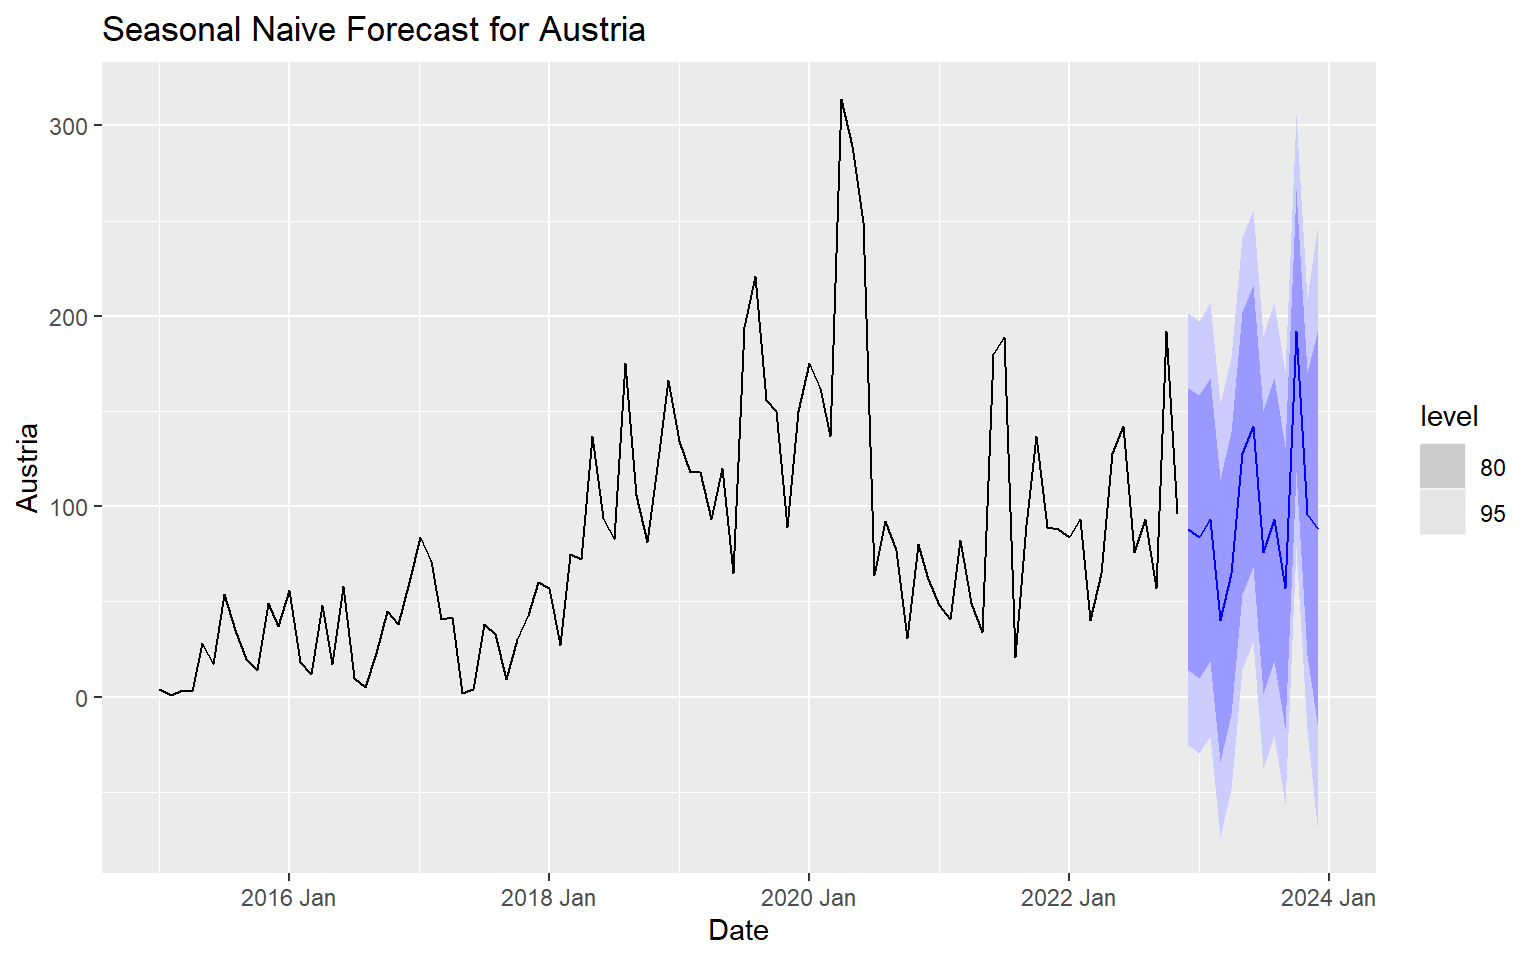 Seasonal Naive Forecast for Austria
300
200
100
0
Austria
2016 Jan
2018 Jan
2020 Jan
2022 Jan
2024 Jan
Date
level
80
95